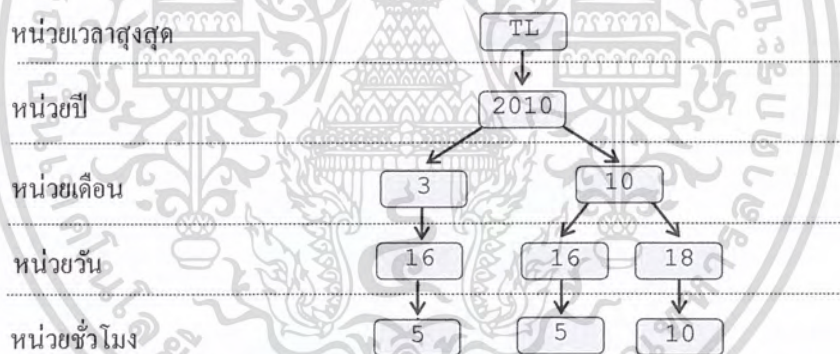 หน่วยเวลาสูงสุด TL
หน่วยปี 2010
หน่วยเดือน 3 10
หน่วยวัน 16 16 18
หน่วยชั่วโมง 5 5 10